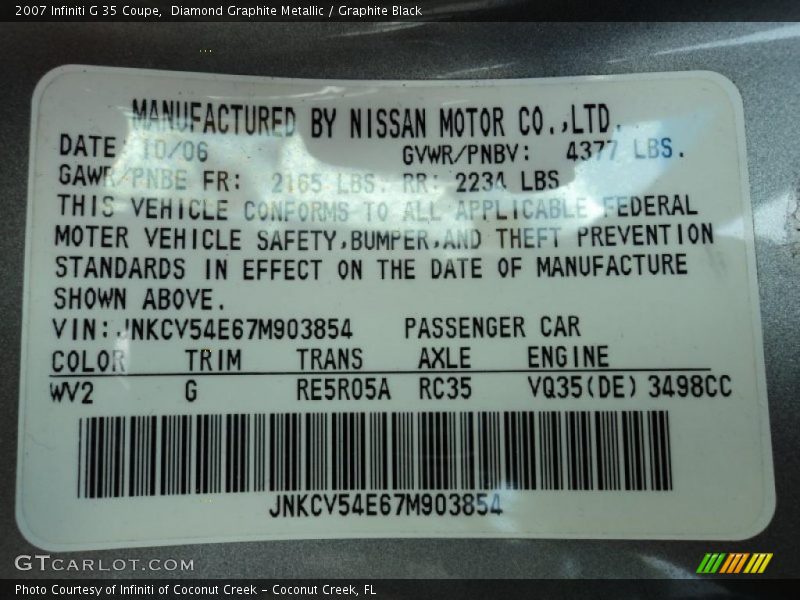 2007 Infiniti G 35 Coupe,  Diamond Graphite Metallic / Graphite Black
MANUFACTURED BY NISSAN MOTOR CO.,LTD.
DATE 10/06 GVWR/PNBV: 4377 LBS.
GAWR/PNBE FR: 2165 LBS. RR: 2234 LBS
THIS VEHICLE CONFORMS TO ALL APPLICABLE FEDERAL
MOTER VEHICLE SAFETY,BUMPER,AND THEFT PREVENTION
STANDARDS IN EFFECT ON THE DATE OF MANUFACTURE
SHOWN ABOVE.
VIN:JNKCV54E67M903854 PASSENGER CAR
COLOR TRIM TRANS AXLE ENGINE
WV2 G RE5R05A RC35 VQ35(DE) 3498CC
JNKCV54E67M903854
GTCARLOT.COM
Photo Courtesy of Infiniti of Coconut Creek – Coconut Creek, FL